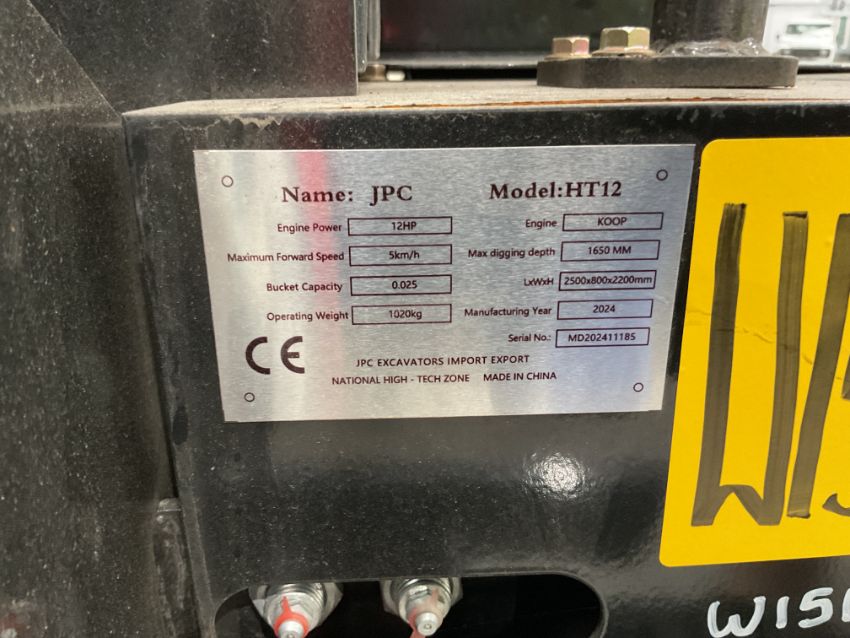 Name: JPC Model:HT12
Engine Power 12HP Engine KOOP
Maximum Forward Speed 5km/h Max digging depth 1650 MM
Bucket Capacity 0.025 LxWxH 2500x800x2200mm
Operating Weight 1020kg Manufacturing Year 2024
Serial No.: MD202411185
CE
JPC EXCAVATORS IMPORT EXPORT
NATIONAL HIGH - TECH ZONE MADE IN CHINA